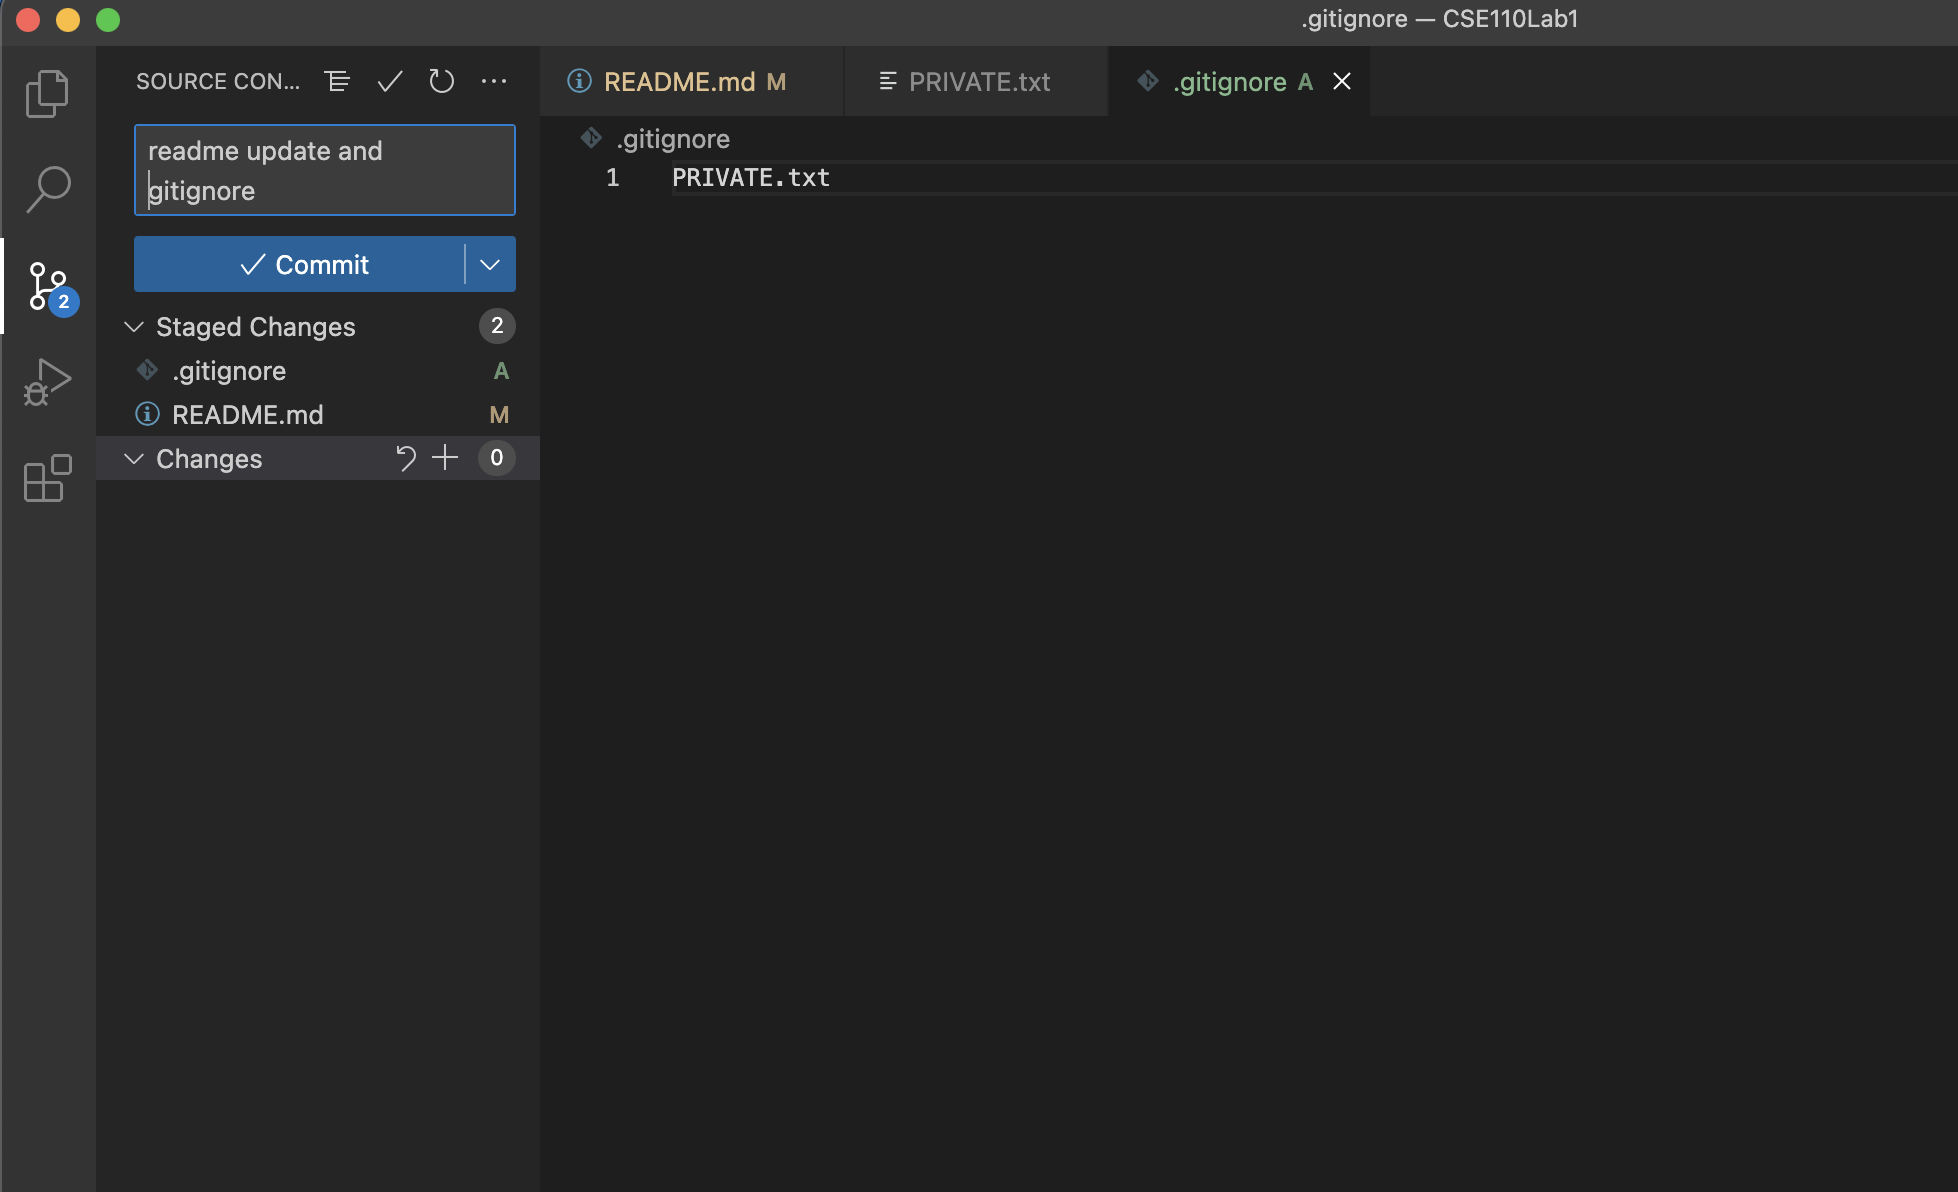 .gitignore — CSE110Lab1
SOURCE CON...
README.md M
PRIVATE.txt
.gitignore A
readme update and
gitignore
.gitignore
1 PRIVATE.txt
Commit
2
Staged Changes 2
.gitignore A
README.md M
Changes 0